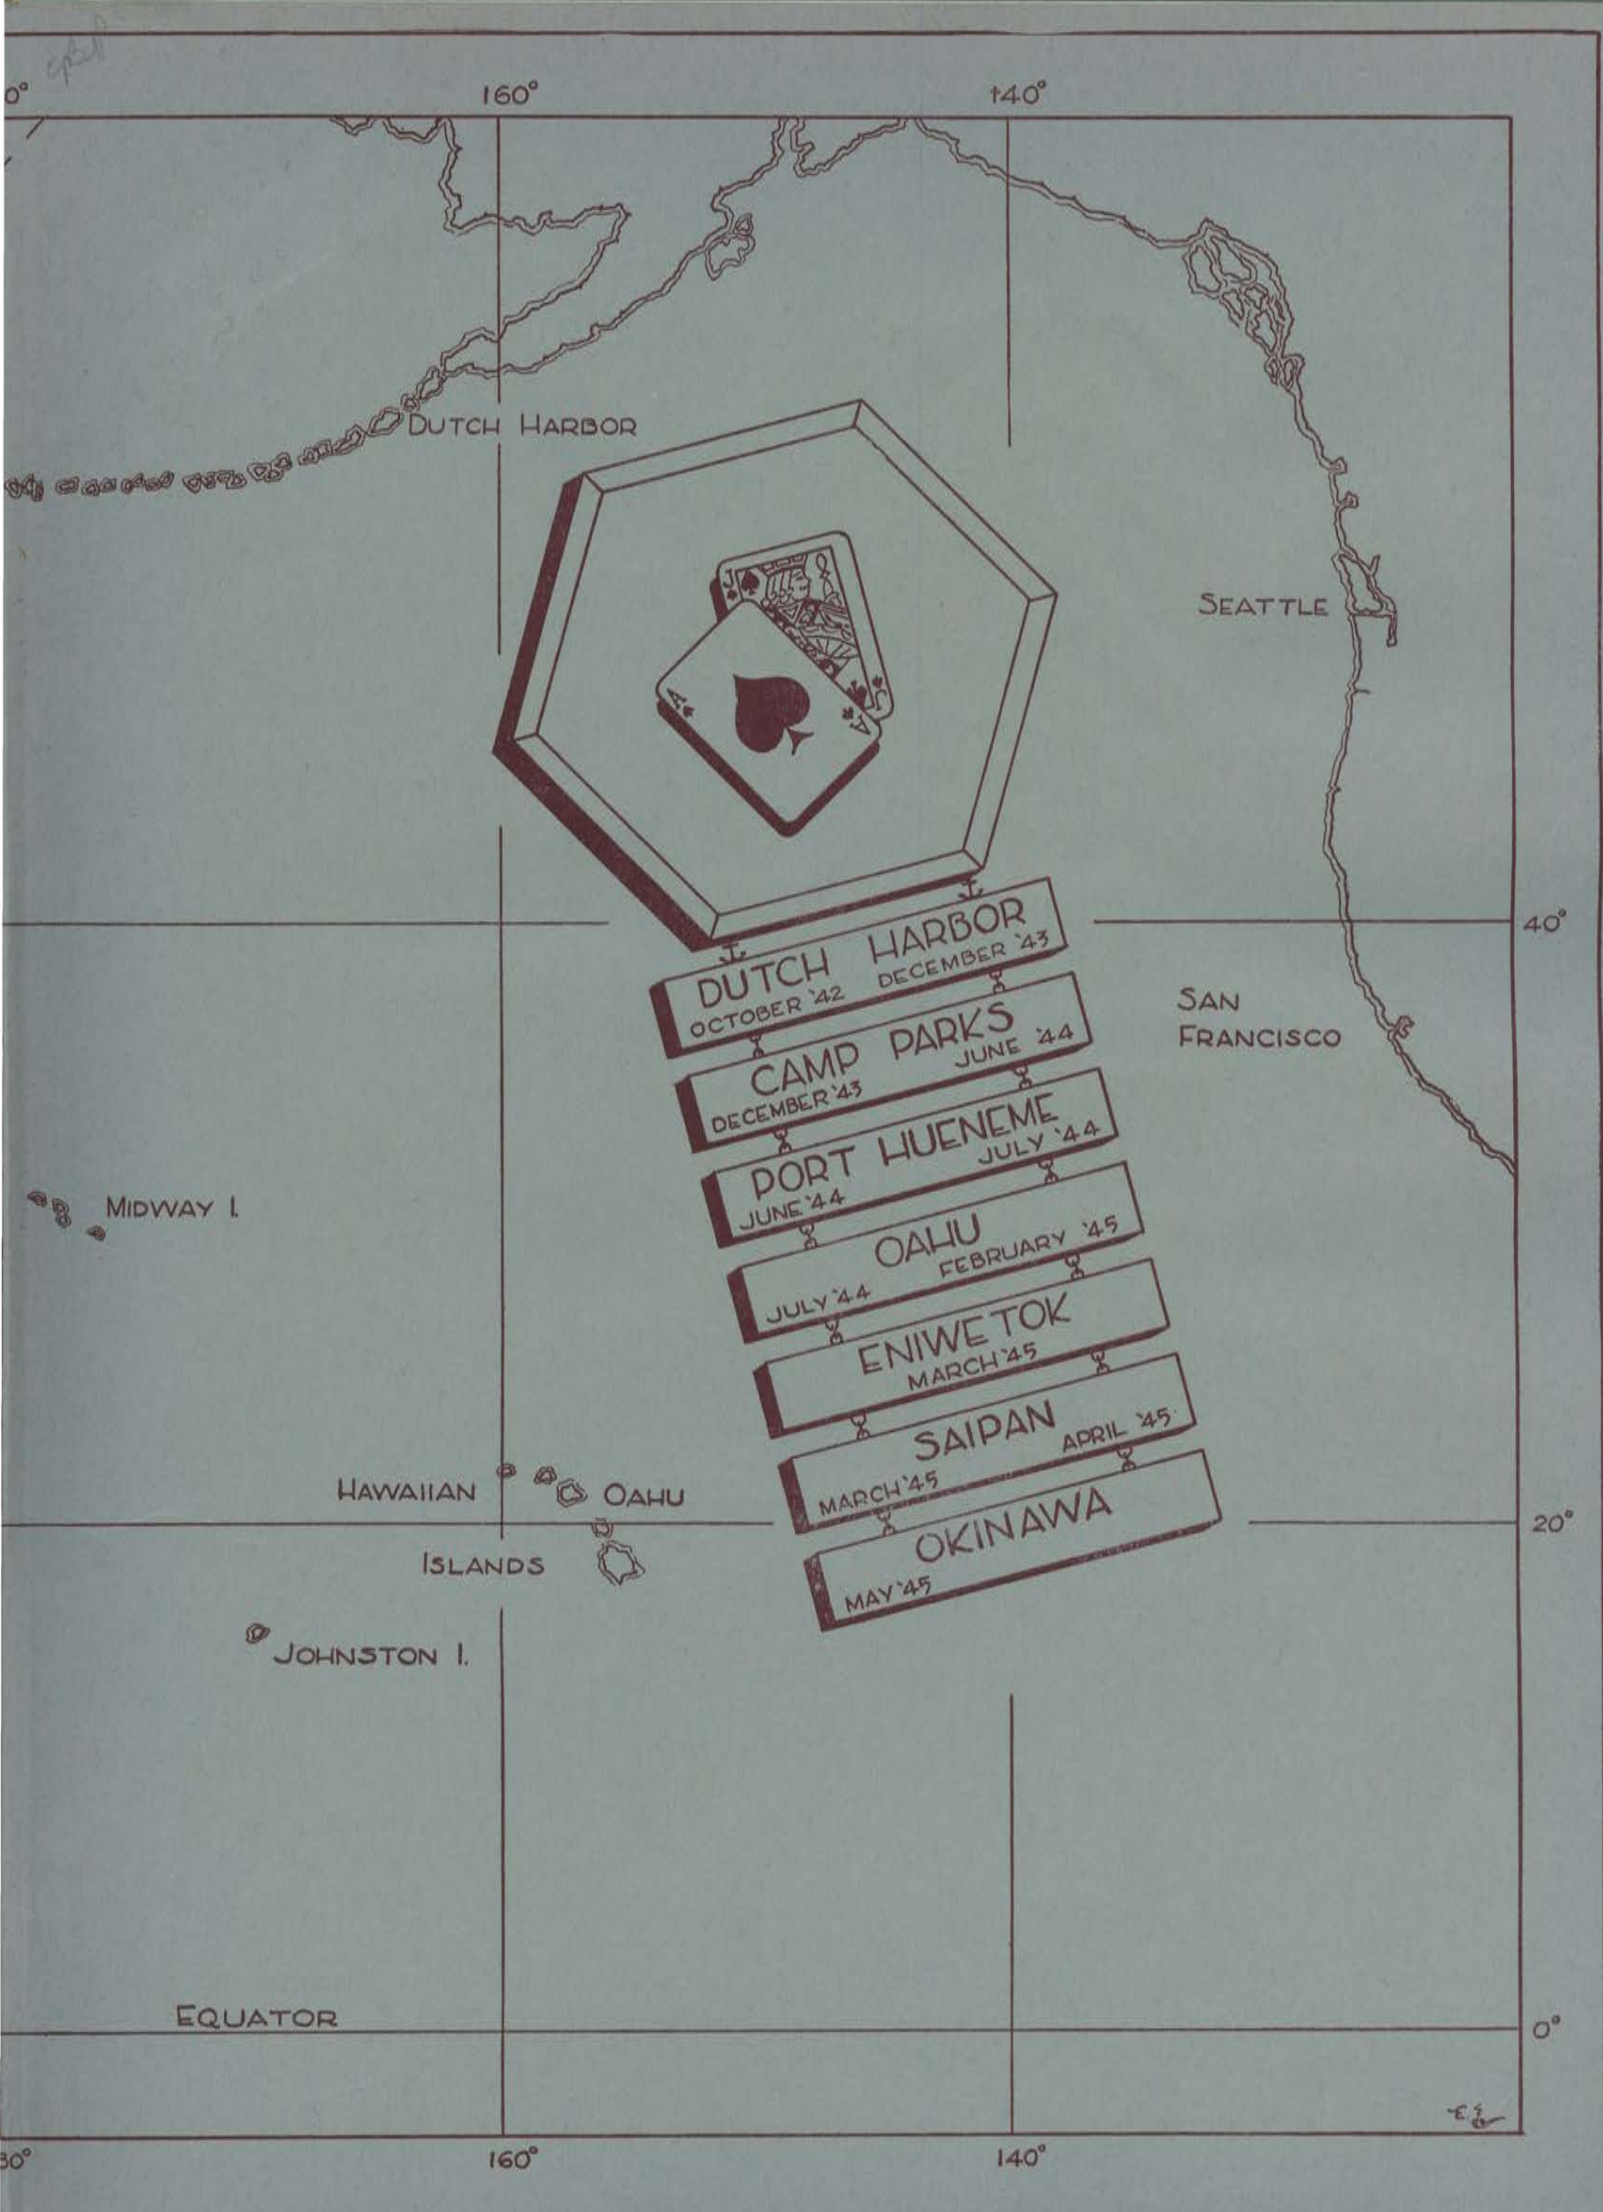 0°
160°
140°
DUTCH HARBOR
J
A
A
J
SEATTLE
DUTCH HARBOR
OCTOBER '42 DECEMBER '43
40°
CAMP PARKS
DECEMBER '43 JUNE '44
SAN
FRANCISCO
PORT HUENEME
JUNE '44 JULY '44
MIDWAY I.
OAHU
JULY '44 FEBRUARY '45
ENIWETOK
MARCH '45
SAIPAN
MARCH '45 APRIL '45
HAWAIIAN
OAHU
OKINAWA
MAY '45
20°
ISLANDS
JOHNSTON I.
EQUATOR
0°
80°
160°
140°